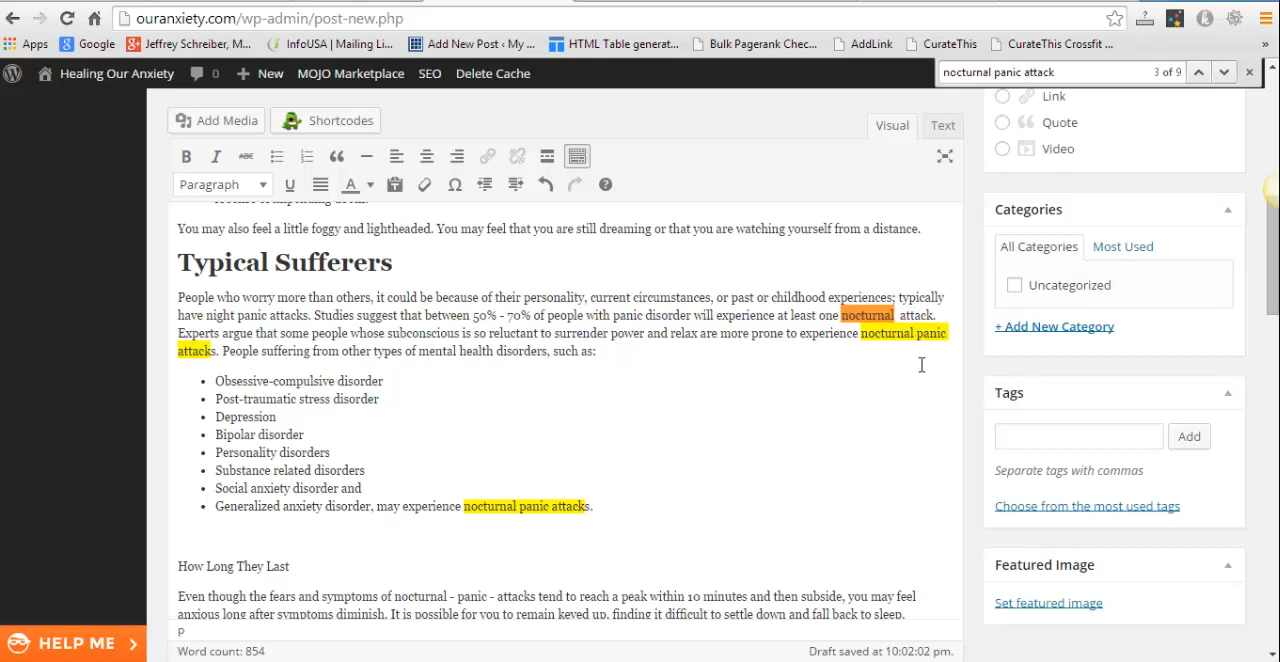 ouranxiety.com/wp-admin/post-new.php
Apps Google Jeffrey Schreiber, M... InfoUSA | Mailing Li... Add New Post ‹ My ... HTML Table generat... Bulk Pagerank Chec... AddLink CurateThis CurateThis Crossfit ... »
Healing Our Anxiety 0 New MOJO Marketplace SEO Delete Cache
nocturnal panic attack 3 of 9
Link
Quote
Video
Add Media Shortcodes
Visual Text
B I ABC
Paragraph U A Ω
You may also feel a little foggy and lightheaded. You may feel that you are still dreaming or that you are watching yourself from a distance.
Typical Sufferers
People who worry more than others, it could be because of their personality, current circumstances, or past or childhood experiences; typically
have night panic attacks. Studies suggest that between 50% - 70% of people with panic disorder will experience at least one nocturnal attack.
Experts argue that some people whose subconscious is so reluctant to surrender power and relax are more prone to experience nocturnal panic
attacks. People suffering from other types of mental health disorders, such as:
• Obsessive-compulsive disorder
• Post-traumatic stress disorder
• Depression
• Bipolar disorder
• Personality disorders
• Substance related disorders
• Social anxiety disorder and
• Generalized anxiety disorder, may experience nocturnal panic attacks.
How Long They Last
Even though the fears and symptoms of nocturnal - panic - attacks tend to reach a peak within 10 minutes and then subside, you may feel
anxious long after symptoms diminish. It is possible for you to remain keyed up, finding it difficult to settle down and fall back to sleep.
p
Word count: 854 Draft saved at 10:02:02 pm.
Categories
All Categories Most Used
Uncategorized
+ Add New Category
Tags
Add
Separate tags with commas
Choose from the most used tags
Featured Image
Set featured image
HELP ME